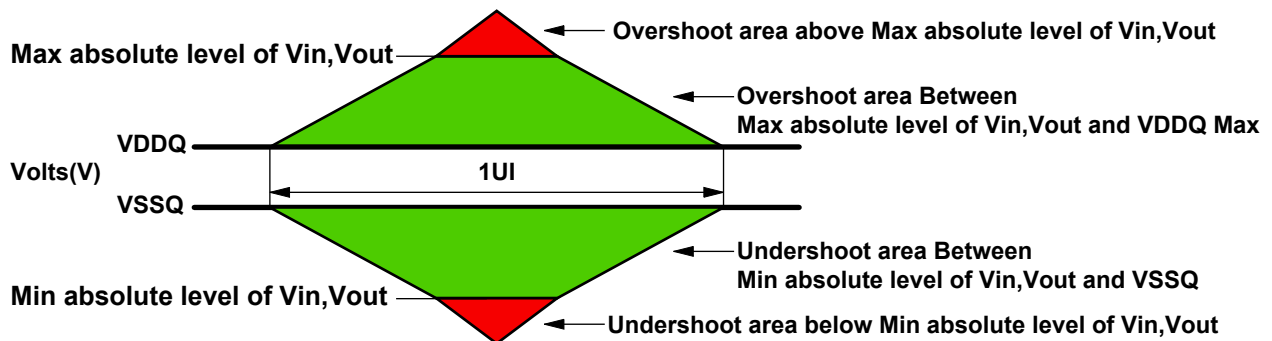 Overshoot area above Max absolute level of Vin,Vout
Max absolute level of Vin,Vout
Overshoot area Between
Max absolute level of Vin,Vout and VDDQ Max
VDDQ
Volts(V)
1UI
VSSQ
Undershoot area Between
Min absolute level of Vin,Vout and VSSQ
Min absolute level of Vin,Vout
Undershoot area below Min absolute level of Vin,Vout